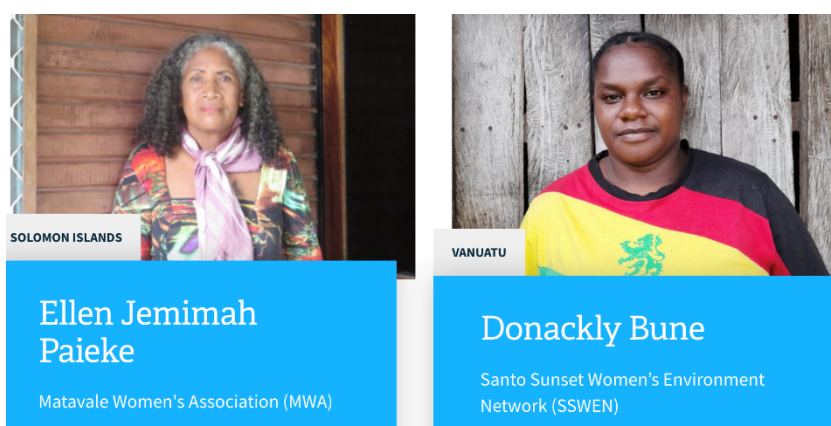 SOLOMON ISLANDS
Ellen Jemimah
Paieke
Matavale Women's Association (MWA)
VANUATU
Donackly Bune
Santo Sunset Women’s Environment
Network (SSWEN)